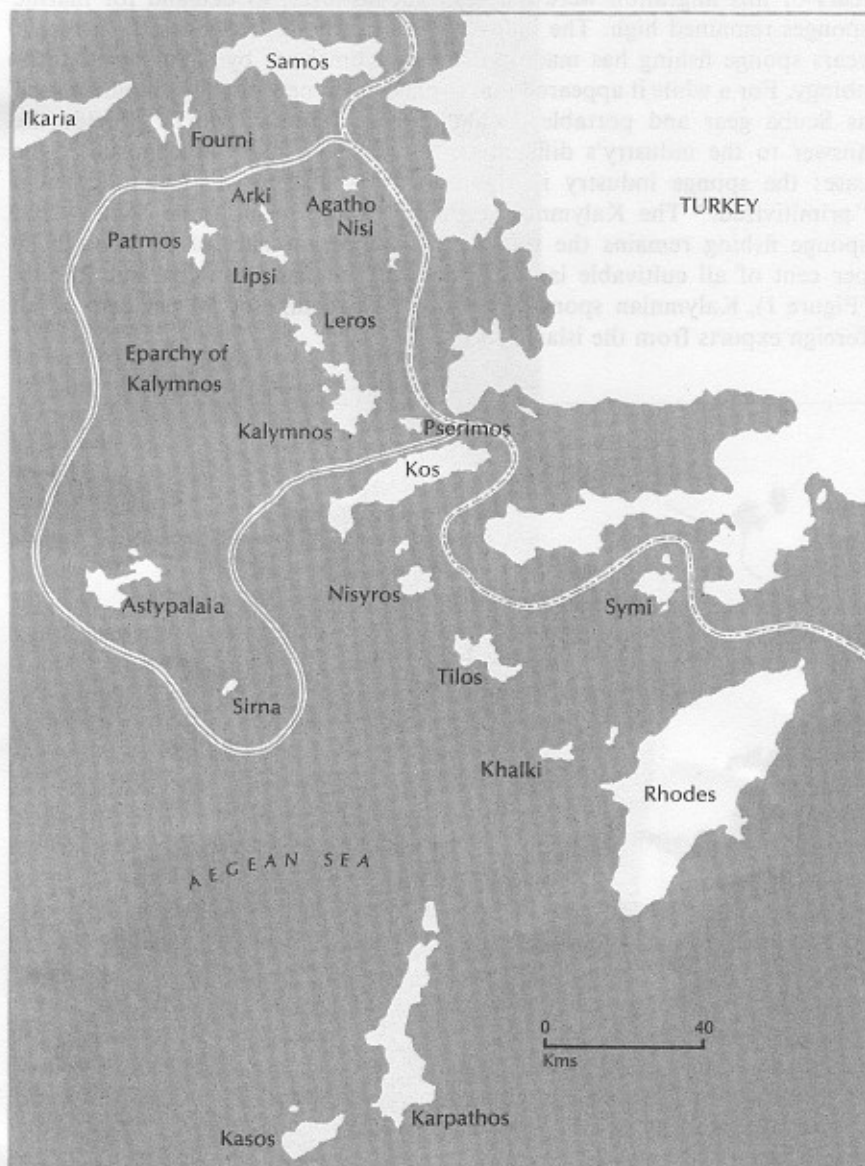 Samos
Ikaria
Fourni
Arki
Agatho
Nisi
TURKEY
Patmos
Lipsi
Leros
Eparchy of
Kalymnos
Kalymnos
Pserimos
Kos
Astypalaia
Nisyros
Symi
Tilos
Sirna
Khalki
Rhodes
AEGEAN SEA
0 40
Kms
Karpathos
Kasos